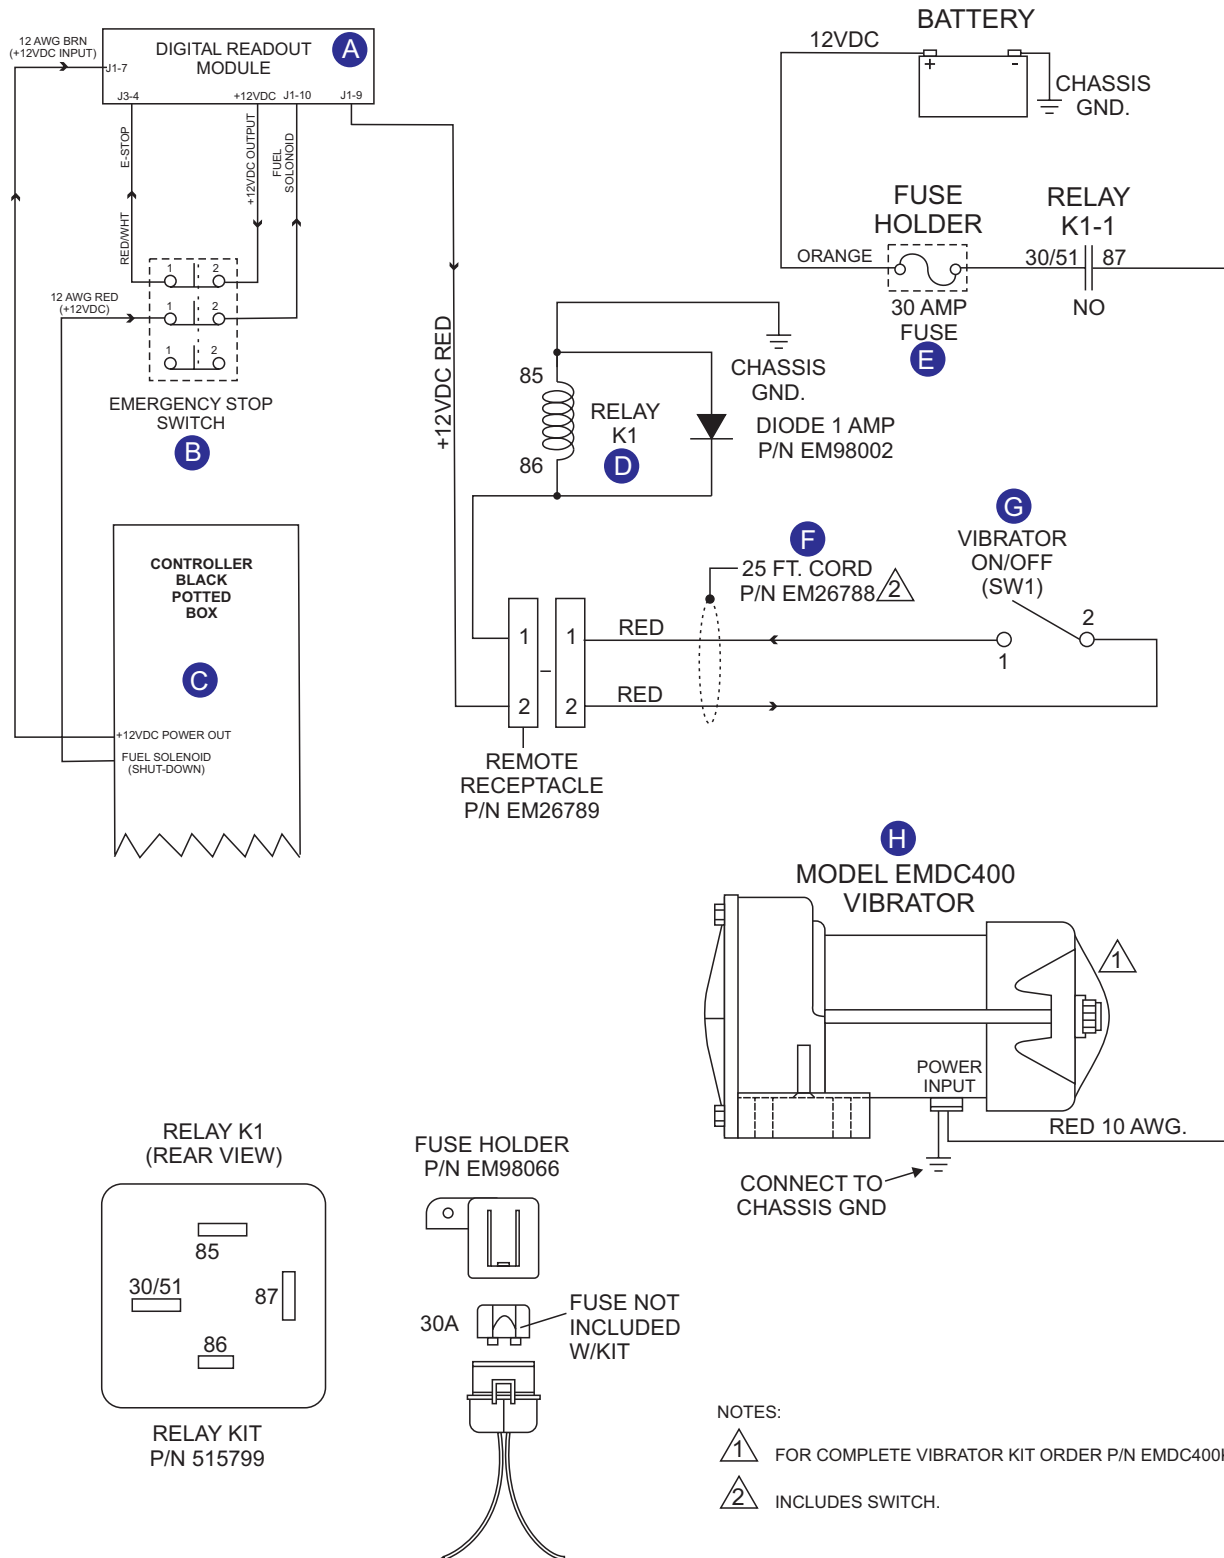 BATTERY
12VDC
+
-
CHASSIS
GND.
12 AWG BRN
(+12VDC INPUT)
J1-7
DIGITAL READOUT
MODULE
A
J3-4
+12VDC
J1-10
J1-9
E-STOP
+12VDC OUTPUT
FUEL
SOLONOID
RED/WHT
12 AWG RED
(+12VDC)
1
2
1
2
1
2
EMERGENCY STOP
SWITCH
B
FUSE
HOLDER
ORANGE
30 AMP
FUSE
E
RELAY
K1-1
30/51
87
NO
+12VDC RED
CHASSIS
GND.
85
RELAY
K1
86
D
DIODE 1 AMP
P/N EM98002
CONTROLLER
BLACK
POTTED
BOX
C
+12VDC POWER OUT
FUEL SOLENOID
(SHUT-DOWN)
F
25 FT. CORD
P/N EM26788
2
G
VIBRATOR
ON/OFF
(SW1)
1
2
1
–
2
1
2
RED
RED
REMOTE
RECEPTACLE
P/N EM26789
H
MODEL EMDC400
VIBRATOR
1
POWER
INPUT
RED 10 AWG.
CONNECT TO
CHASSIS GND
RELAY K1
(REAR VIEW)
85
30/51
87
86
RELAY KIT
P/N 515799
FUSE HOLDER
P/N EM98066
30A
FUSE NOT
INCLUDED
W/KIT
NOTES:
1 FOR COMPLETE VIBRATOR KIT ORDER P/N
2 INCLUDES SWITCH.